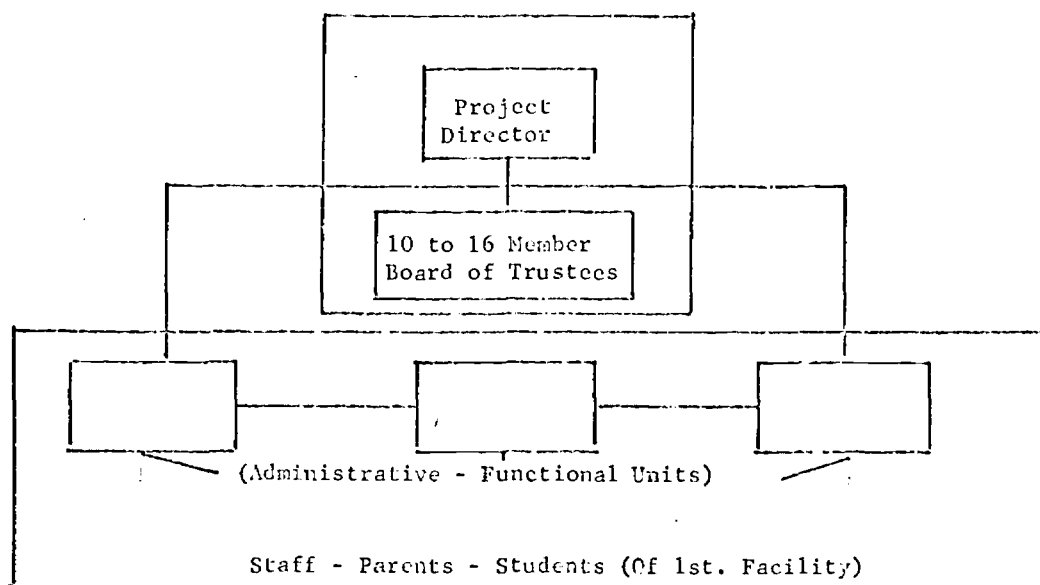 Project
Director
10 to 16 Member
Board of Trustees
(Administrative - Functional Units)
Staff - Parents - Students (Of 1st. Facility)